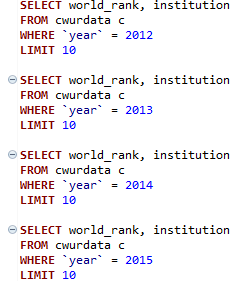 SELECT world_rank, institution
FROM cwurdata c
WHERE `year` = 2012
LIMIT 10
SELECT world_rank, institution
FROM cwurdata c
WHERE `year` = 2013
LIMIT 10
SELECT world_rank, institution
FROM cwurdata c
WHERE `year` = 2014
LIMIT 10
SELECT world_rank, institution
FROM cwurdata c
WHERE `year` = 2015
LIMIT 10